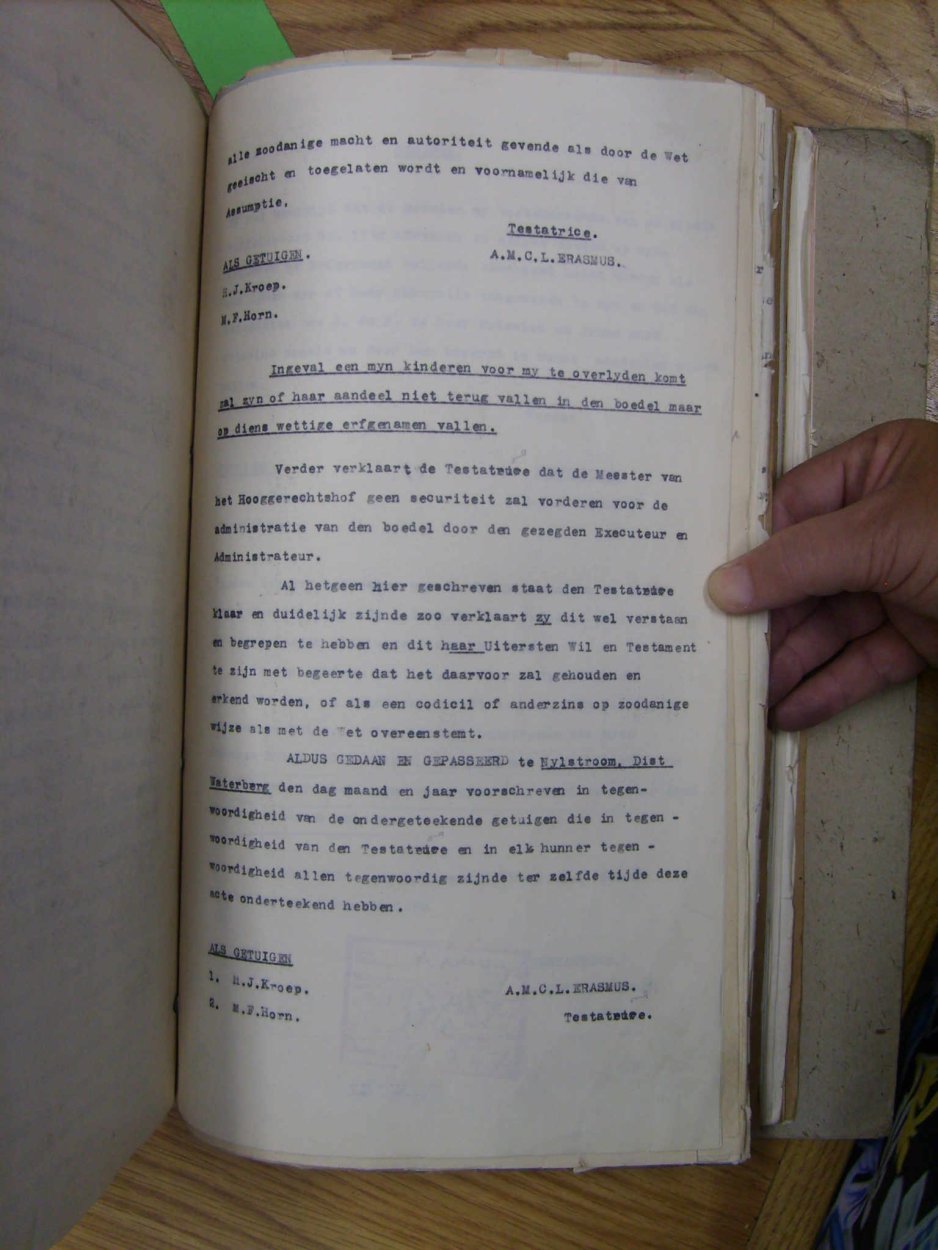 alle zoodanige macht en autoriteit gevende als door de Wet
geeischt en toegelaten wordt en voornamelijk die van
Assumptie.
Testatrice.
ALS GETUIGEN.
A.M.C.L.ERASMUS.
H.J.Kroep.
M.F.Horn.
Ingeval een myn kinderen voor my te overlyden komt
zal zyn of haar aandeel niet terug vallen in den boedel maar
op diens wettige erfgenamen vallen.
Verder verklaart de Testatrice dat de Meester van
het Hooggerechtshof geen securiteit zal vorderen voor de
administratie van den boedel door den gezegden Executeur en
Administrateur.
Al hetgeen hier geschreven staat den Testatrice
klaar en duidelijk zijnde zoo verklaart zy dit wel verstaan
en begrepen te hebben en dit haar Uitersten Wil en Testament
te zijn met begeerte dat het daarvoor zal gehouden en
erkend worden, of als een codicil of anderzins op zoodanige
wijze als met de Wet overeenstemt.
ALDUS GEDAAN EN GEPASSEERD te Nylstroom, Dist
Waterberg den dag maand en jaar voorschreven in tegen-
woordigheid van de ondergeteekende getuigen die in tegen -
woordigheid van den Testatrice en in elk hunner tegen -
woordigheid allen tegenwoordig zijnde ter zelfde tijde deze
acte onderteekend hebben.
ALS GETUIGEN
1. H.J.Kroep.
A.M.C.L.ERASMUS.
2. M.F.Horn.
Testatrice.